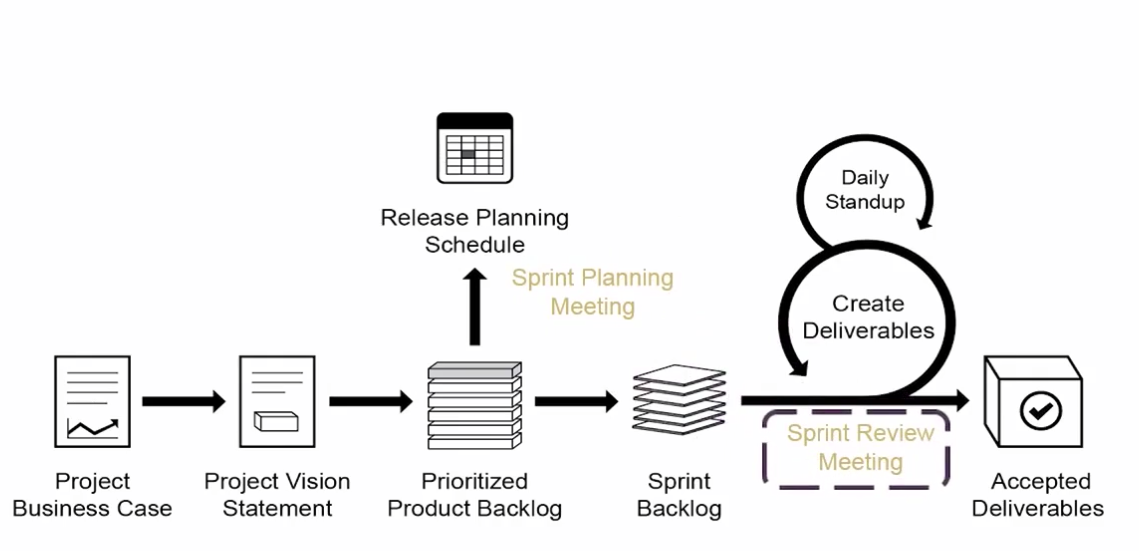 Release Planning
Schedule
Sprint Planning
Meeting
Daily
Standup
Create
Deliverables
Project
Business Case
Project Vision
Statement
Prioritized
Product Backlog
Sprint
Backlog
Sprint Review
Meeting
Accepted
Deliverables